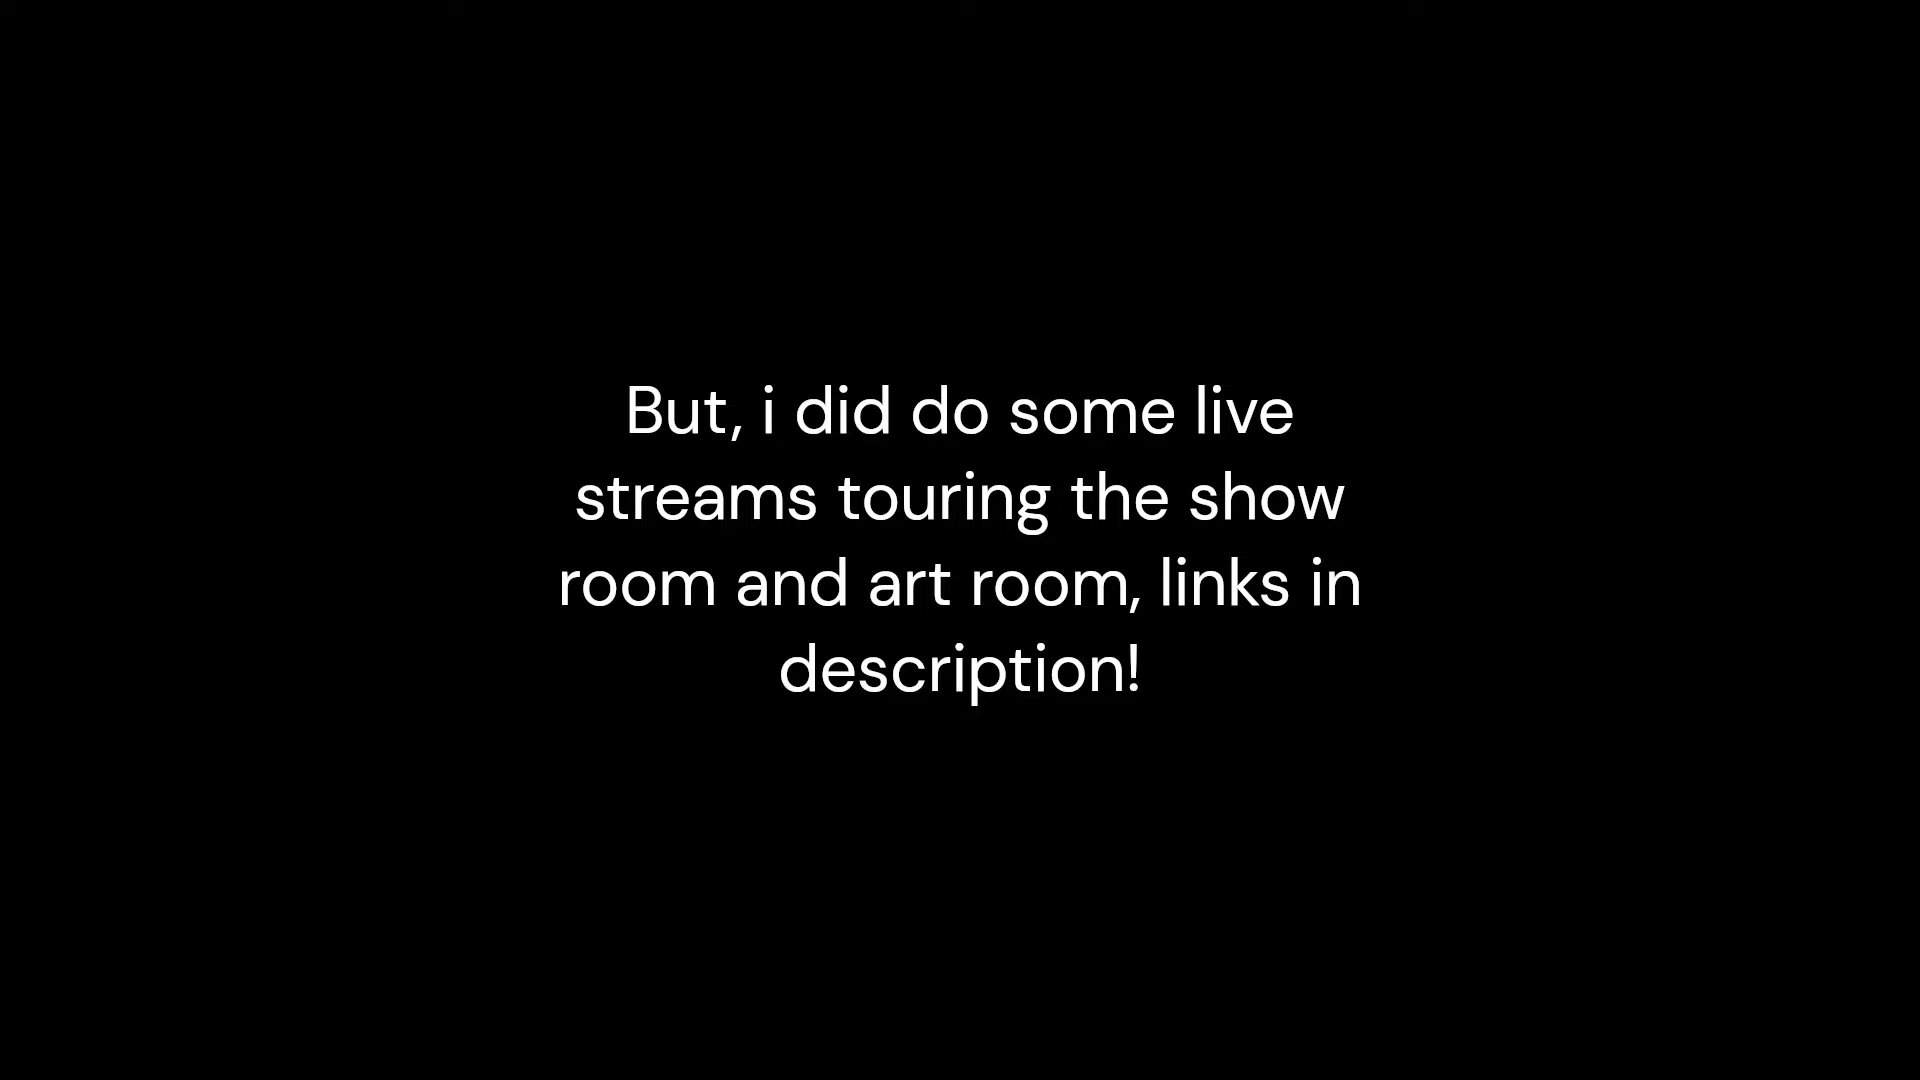 But, i did do some live
streams touring the show
room and art room, links in
description!